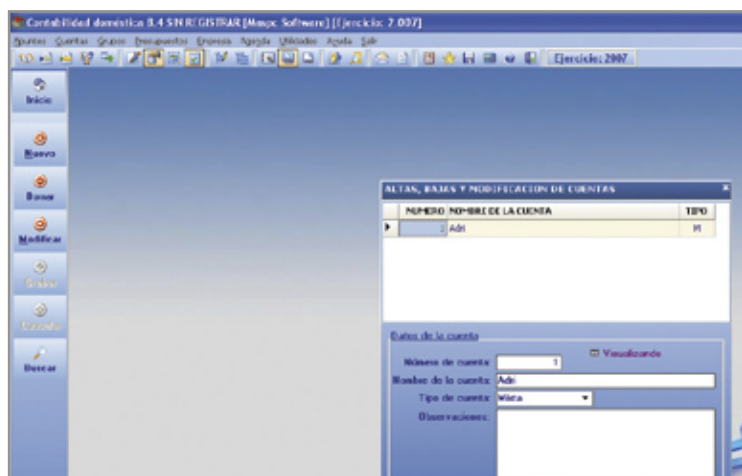 Contabilidad doméstica 8.4 SIN REGISTRAR [Maspc Software] [Ejercicio: 2.007]
Apuntes Cuentas Grupos Presupuestos Empresa Agenda Utilidades Ayuda Salir
Ejercicio: 2007
Inicio
Nuevo
Borrar
Modificar
Grabar
Cancelar
Buscar
ALTAS, BAJAS Y MODIFICACION DE CUENTAS
NUMERO NOMBRE DE LA CUENTA TIPO
1 Adri M
Datos de la cuenta
Visualizando
Número de cuenta: 1
Nombre de la cuenta: Adri
Tipo de cuenta: Mixta
Observaciones: